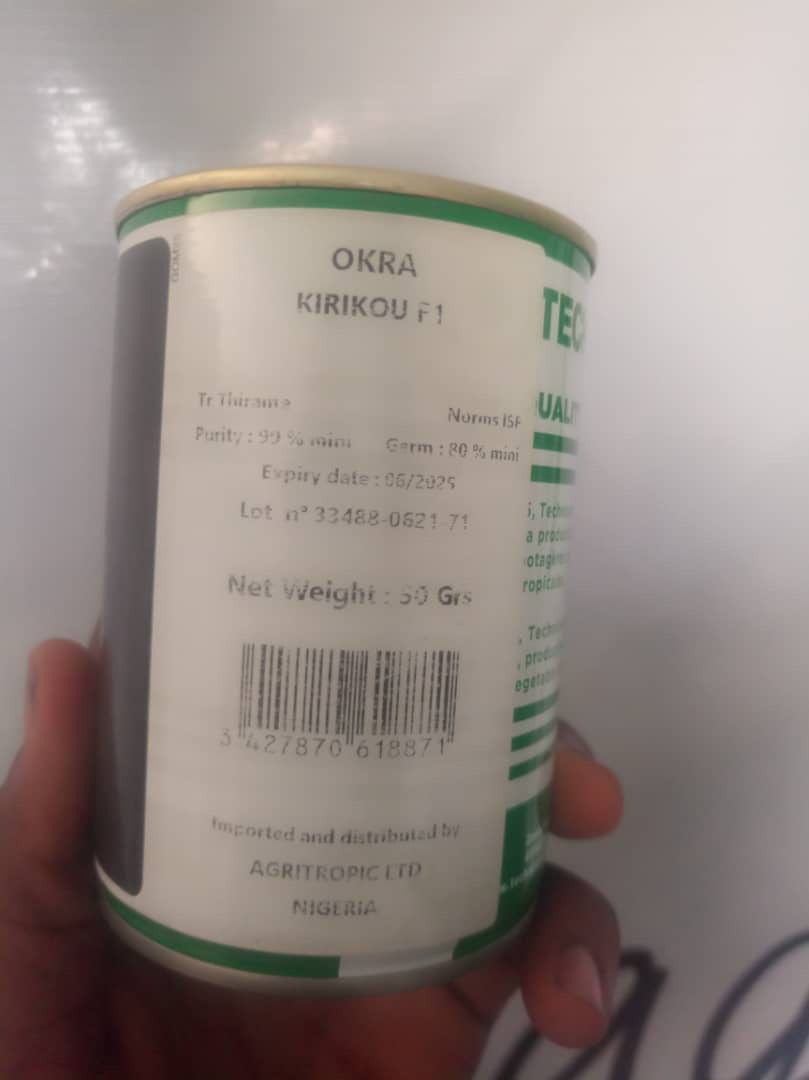 OKRA
KIRIKOU F1
Tr Thirame
Norms ISF
Purity : 99 % mini Germ : 80 % mini
Expiry date : 06/2025
Lot n° 33488-0621-71
Net Weight : 50 Grs
3 427870 618871
Imported and distributed by
AGRITROPIC LTD
NIGERIA